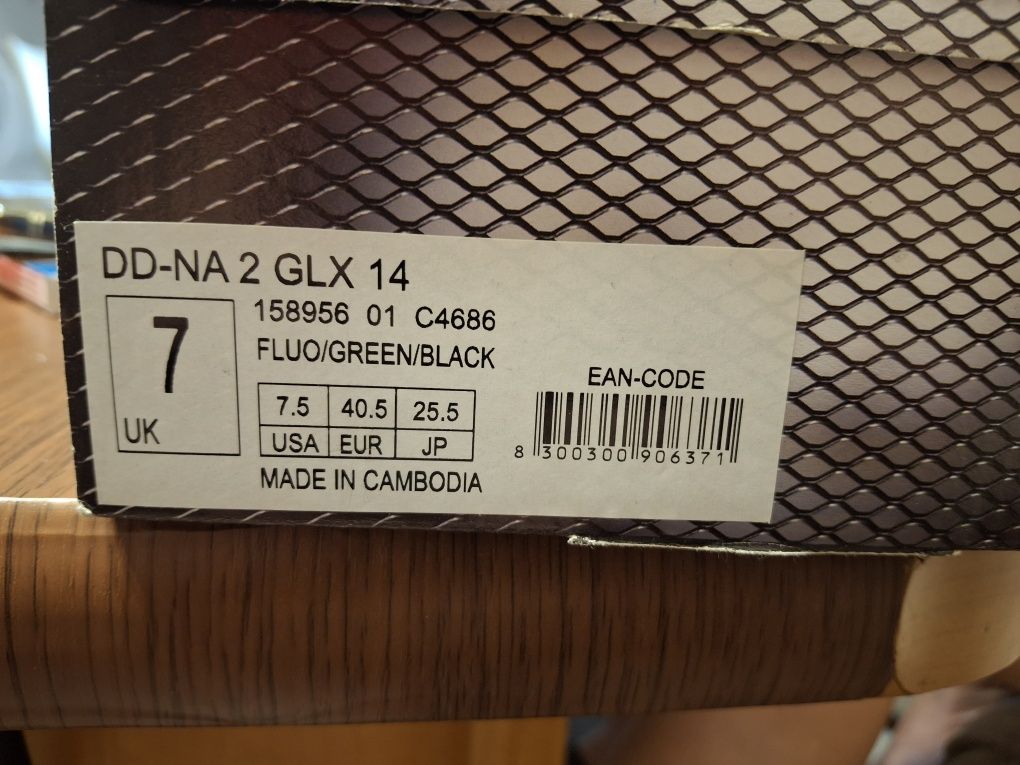 DD-NA 2 GLX 14
7
UK
158956 01 C4686
FLUO/GREEN/BLACK
7.5 40.5 25.5
USA EUR JP
MADE IN CAMBODIA
EAN-CODE
8 300300 906371